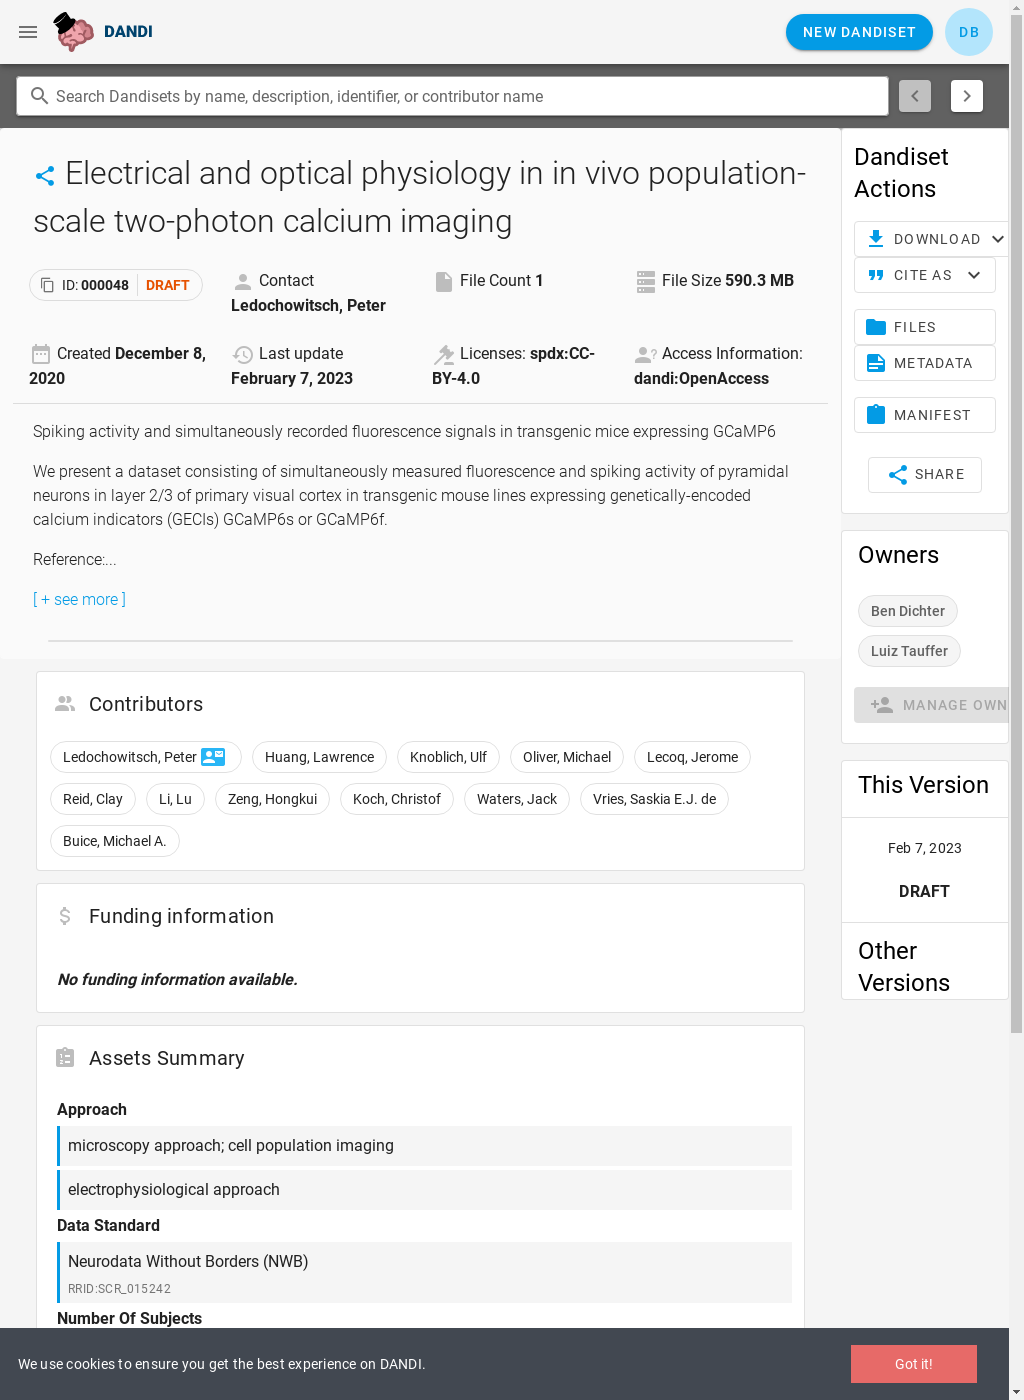 DANDI
NEW DANDISET
DB
Search Dandisets by name, description, identifier, or contributor name
Electrical and optical physiology in in vivo population-
scale two-photon calcium imaging
ID: 000048 DRAFT
Contact
Ledochowitsch, Peter
File Count 1
File Size 590.3 MB
Created December 8,
2020
Last update
February 7, 2023
Licenses: spdx:CC-
BY-4.0
Access Information:
dandi:OpenAccess
Spiking activity and simultaneously recorded fluorescence signals in transgenic mice expressing GCaMP6
We present a dataset consisting of simultaneously measured fluorescence and spiking activity of pyramidal
neurons in layer 2/3 of primary visual cortex in transgenic mouse lines expressing genetically-encoded
calcium indicators (GECIs) GCaMP6s or GCaMP6f.
Reference:...
[ + see more ]
Contributors
Ledochowitsch, Peter
Huang, Lawrence
Knoblich, Ulf
Oliver, Michael
Lecoq, Jerome
Reid, Clay
Li, Lu
Zeng, Hongkui
Koch, Christof
Waters, Jack
Vries, Saskia E.J. de
Buice, Michael A.
Funding information
No funding information available.
Assets Summary
Approach
microscopy approach; cell population imaging
electrophysiological approach
Data Standard
Neurodata Without Borders (NWB)
RRID:SCR_015242
Number Of Subjects
Dandiset
Actions
DOWNLOAD
CITE AS
FILES
METADATA
MANIFEST
SHARE
Owners
Ben Dichter
Luiz Tauffer
MANAGE OWN
This Version
Feb 7, 2023
DRAFT
Other
Versions
We use cookies to ensure you get the best experience on DANDI.
Got it!